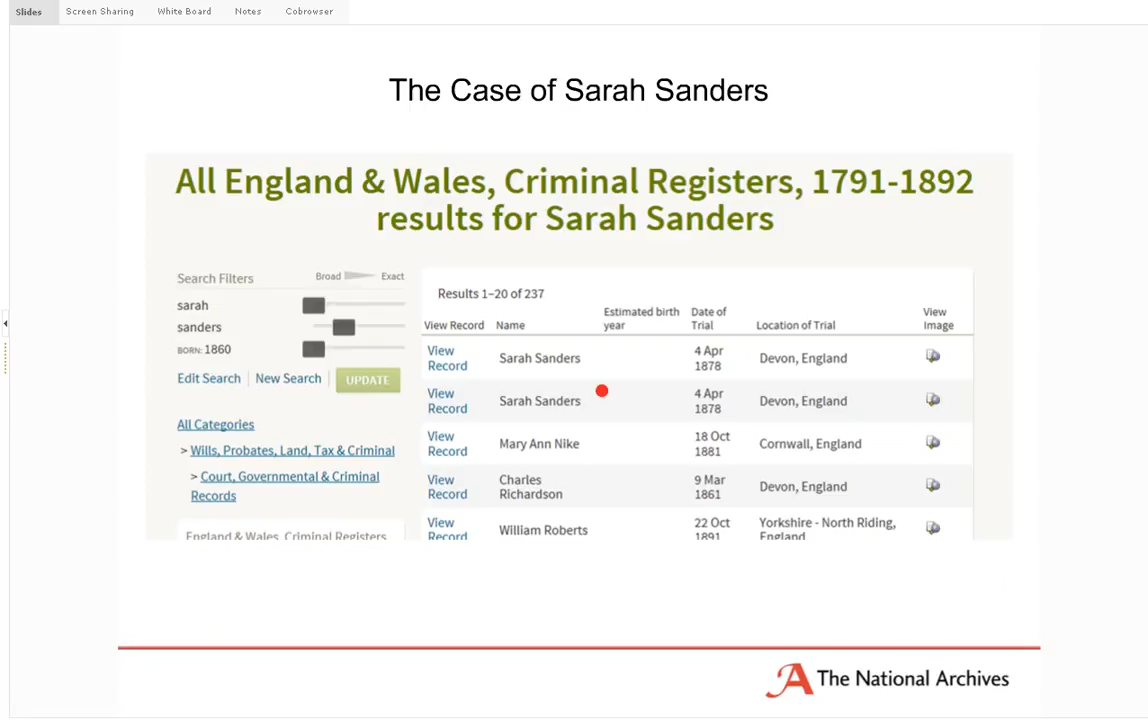 Slides Screen Sharing White Board Notes Cobrowser
The Case of Sarah Sanders
All England & Wales, Criminal Registers, 1791-1892
results for Sarah Sanders
Search Filters Broad Exact
sarah
sanders
BORN: 1860
Edit Search New Search UPDATE
All Categories
> Wills, Probates, Land, Tax & Criminal
> Court, Governmental & Criminal
Records
England & Wales, Criminal Registers
Results 1–20 of 237
Estimated birth Date of View
View Record Name year Trial Location of Trial Image
View 4 Apr
Record Sarah Sanders 1878 Devon, England
View 4 Apr
Record Sarah Sanders 1878 Devon, England
View 18 Oct
Record Mary Ann Nike 1881 Cornwall, England
View Charles 9 Mar
Record Richardson 1861 Devon, England
View 22 Oct Yorkshire - North Riding,
Record William Roberts 1891 England
The National Archives